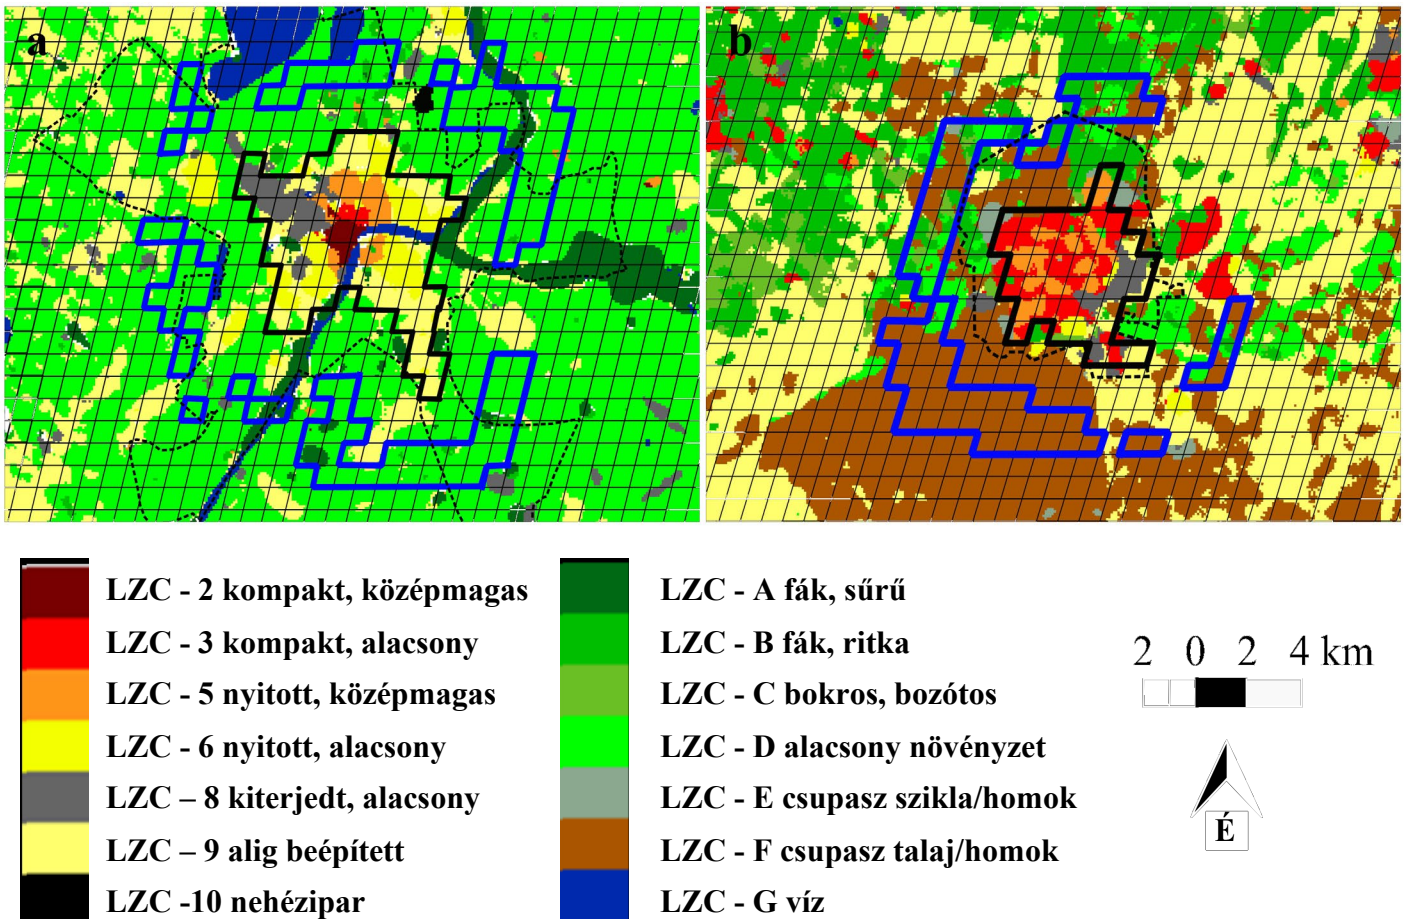 a
b
LZC - 2 kompakt, középmagas
LZC - 3 kompakt, alacsony
LZC - 5 nyitott, középmagas
LZC - 6 nyitott, alacsony
LZC – 8 kiterjedt, alacsony
LZC – 9 alig beépített
LZC -10 nehézipar
LZC - A fák, sűrű
LZC - B fák, ritka
LZC - C bokros, bozótos
LZC - D alacsony növényzet
LZC - E csupasz szikla/homok
LZC - F csupasz talaj/homok
LZC - G víz
2 0 2 4 km
É